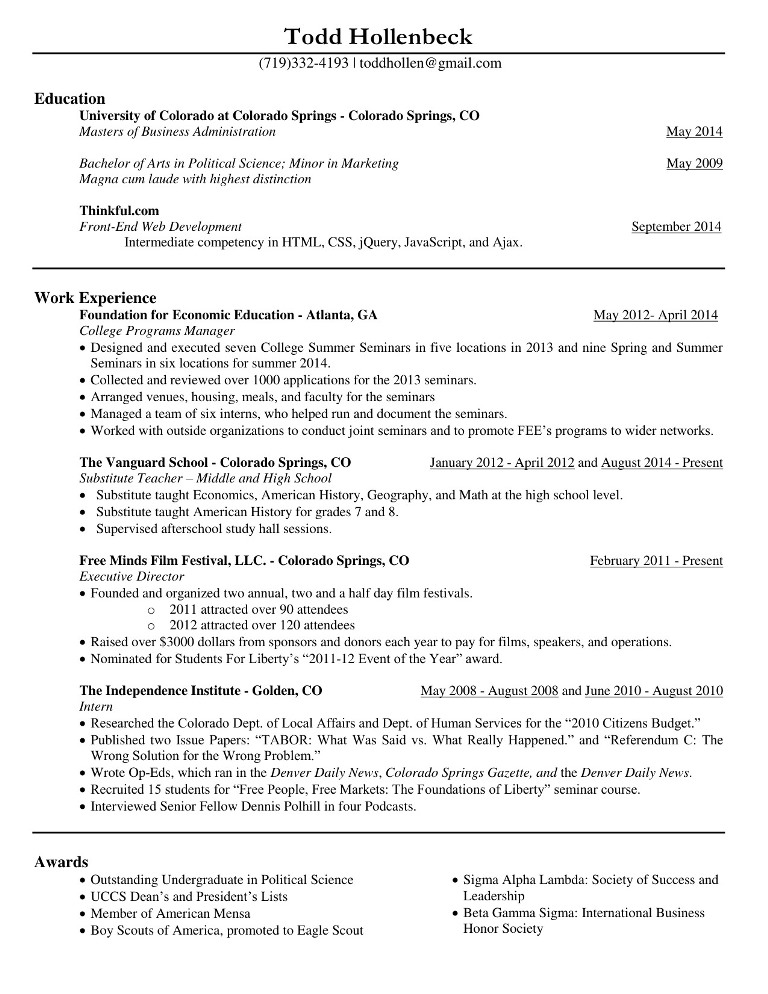 Todd Hollenbeck
(719)332-4193 | toddhollen@gmail.com
Education
University of Colorado at Colorado Springs - Colorado Springs, CO
Masters of Business Administration May 2014
Bachelor of Arts in Political Science; Minor in Marketing May 2009
Magna cum laude with highest distinction
Thinkful.com
Front-End Web Development September 2014
Intermediate competency in HTML, CSS, jQuery, JavaScript, and Ajax.
Work Experience
Foundation for Economic Education - Atlanta, GA May 2012- April 2014
College Programs Manager
• Designed and executed seven College Summer Seminars in five locations in 2013 and nine Spring and Summer
Seminars in six locations for summer 2014.
• Collected and reviewed over 1000 applications for the 2013 seminars.
• Arranged venues, housing, meals, and faculty for the seminars
• Managed a team of six interns, who helped run and document the seminars.
• Worked with outside organizations to conduct joint seminars and to promote FEE’s programs to wider networks.
The Vanguard School - Colorado Springs, CO January 2012 - April 2012 and August 2014 - Present
Substitute Teacher – Middle and High School
• Substitute taught Economics, American History, Geography, and Math at the high school level.
• Substitute taught American History for grades 7 and 8.
• Supervised afterschool study hall sessions.
Free Minds Film Festival, LLC. - Colorado Springs, CO February 2011 - Present
Executive Director
• Founded and organized two annual, two and a half day film festivals.
o 2011 attracted over 90 attendees
o 2012 attracted over 120 attendees
• Raised over $3000 dollars from sponsors and donors each year to pay for films, speakers, and operations.
• Nominated for Students For Liberty’s “2011-12 Event of the Year” award.
The Independence Institute - Golden, CO May 2008 - August 2008 and June 2010 - August 2010
Intern
• Researched the Colorado Dept. of Local Affairs and Dept. of Human Services for the “2010 Citizens Budget.”
• Published two Issue Papers: “TABOR: What Was Said vs. What Really Happened.” and “Referendum C: The
Wrong Solution for the Wrong Problem.”
• Wrote Op-Eds, which ran in the Denver Daily News, Colorado Springs Gazette, and the Denver Daily News.
• Recruited 15 students for “Free People, Free Markets: The Foundations of Liberty” seminar course.
• Interviewed Senior Fellow Dennis Polhill in four Podcasts.
Awards
• Outstanding Undergraduate in Political Science
• UCCS Dean’s and President’s Lists
• Member of American Mensa
• Boy Scouts of America, promoted to Eagle Scout
• Sigma Alpha Lambda: Society of Success and
Leadership
• Beta Gamma Sigma: International Business
Honor Society